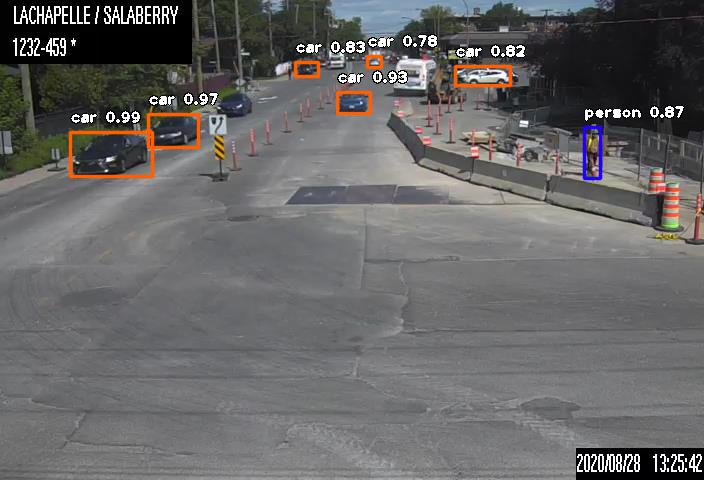 LACHAPELLE / SALABERRY
1232-459 *
car 0.83
car 0.78
car 0.82
car 0.93
car 0.99
car 0.97
person 0.87
2020/08/28 13:25:42